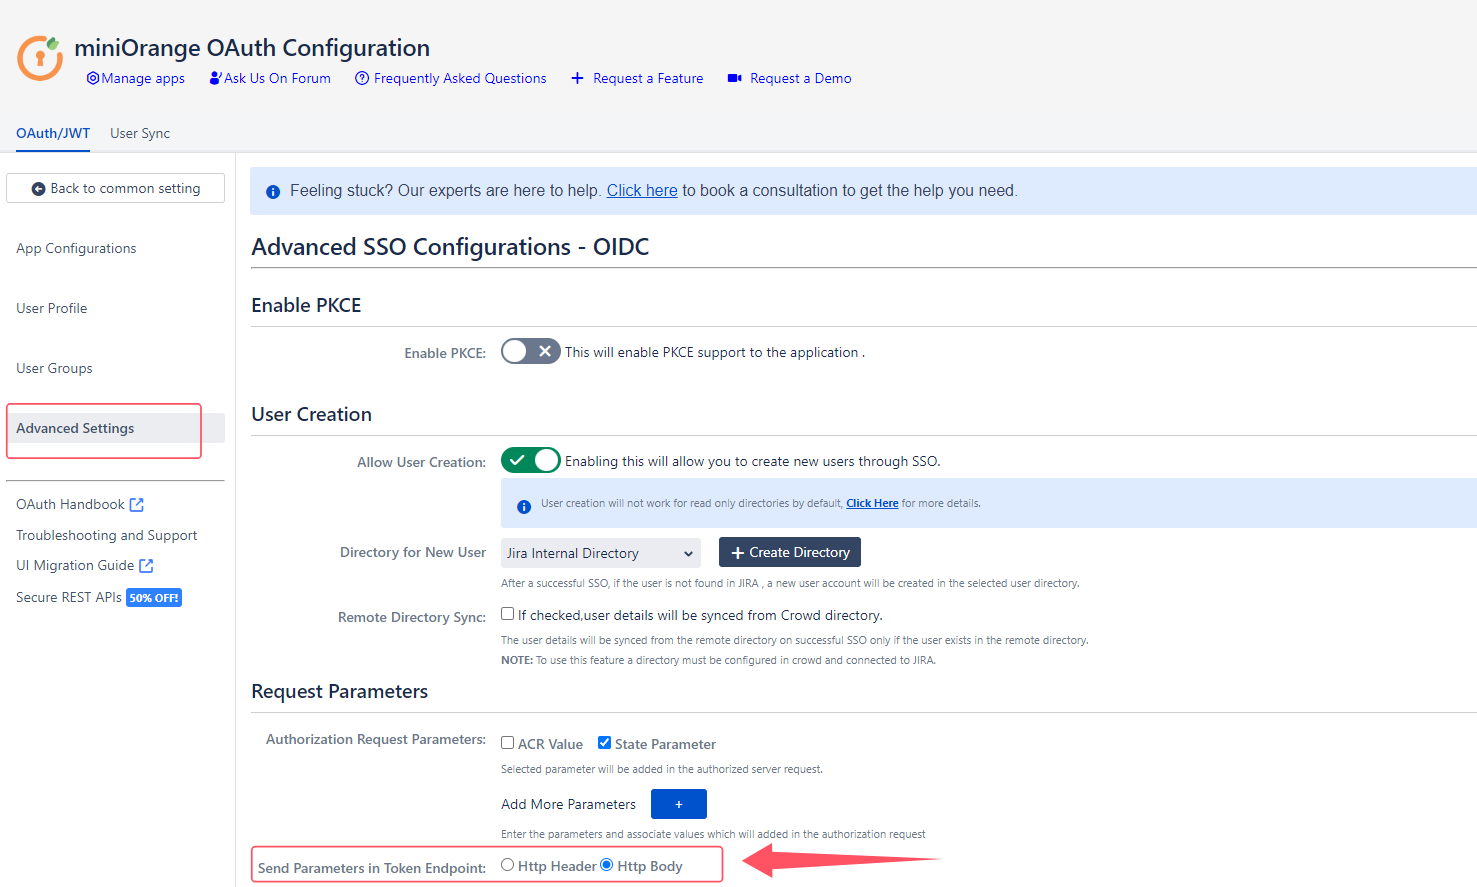 miniOrange OAuth Configuration
Manage apps Ask Us On Forum Frequently Asked Questions + Request a Feature Request a Demo
OAuth/JWT User Sync
Back to common setting
App Configurations
User Profile
User Groups
Advanced Settings
OAuth Handbook
Troubleshooting and Support
UI Migration Guide
Secure REST APIs 50% OFF!
Feeling stuck? Our experts are here to help. Click here to book a consultation to get the help you need.
Advanced SSO Configurations - OIDC
Enable PKCE
Enable PKCE: This will enable PKCE support to the application .
User Creation
Allow User Creation: Enabling this will allow you to create new users through SSO.
User creation will not work for read only directories by default, Click Here for more details.
Directory for New User Jira Internal Directory + Create Directory
After a successful SSO, if the user is not found in JIRA , a new user account will be created in the selected user directory.
Remote Directory Sync: If checked,user details will be synced from Crowd directory.
The user details will be synced from the remote directory on successful SSO only if the user exists in the remote directory.
NOTE: To use this feature a directory must be configured in crowd and connected to JIRA.
Request Parameters
Authorization Request Parameters: ACR Value State Parameter
Selected parameter will be added in the authorized server request.
Add More Parameters +
Enter the parameters and associate values which will added in the authorization request
Send Parameters in Token Endpoint: Http Header Http Body